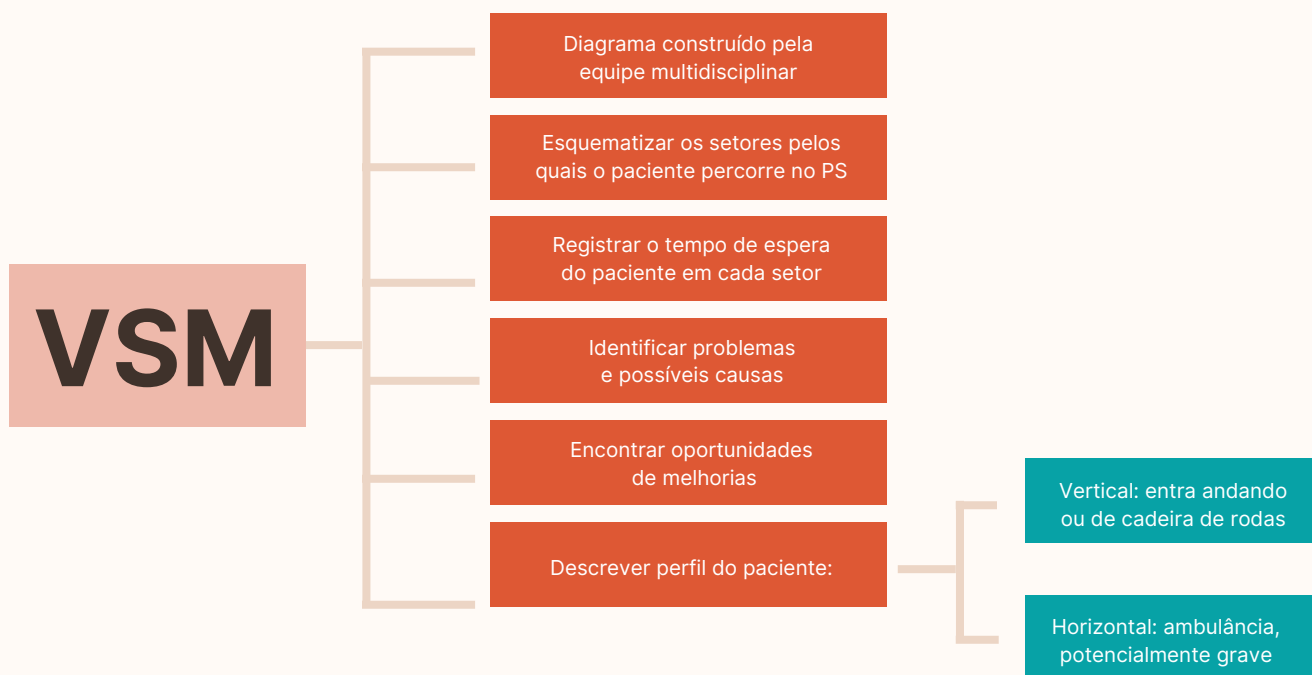 VSM
Diagrama construído pela
equipe multidisciplinar
Esquematizar os setores pelos
quais o paciente percorre no PS
Registrar o tempo de espera
do paciente em cada setor
Identificar problemas
e possíveis causas
Encontrar oportunidades
de melhorias
Descrever perfil do paciente:
Vertical: entra andando
ou de cadeira de rodas
Horizontal: ambulância,
potencialmente grave